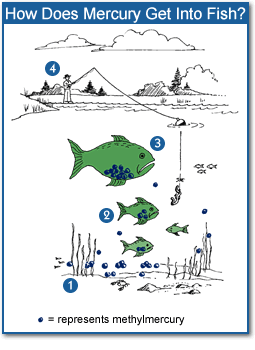 How Does Mercury Get Into Fish?
4
3
2
1
= represents methylmercury